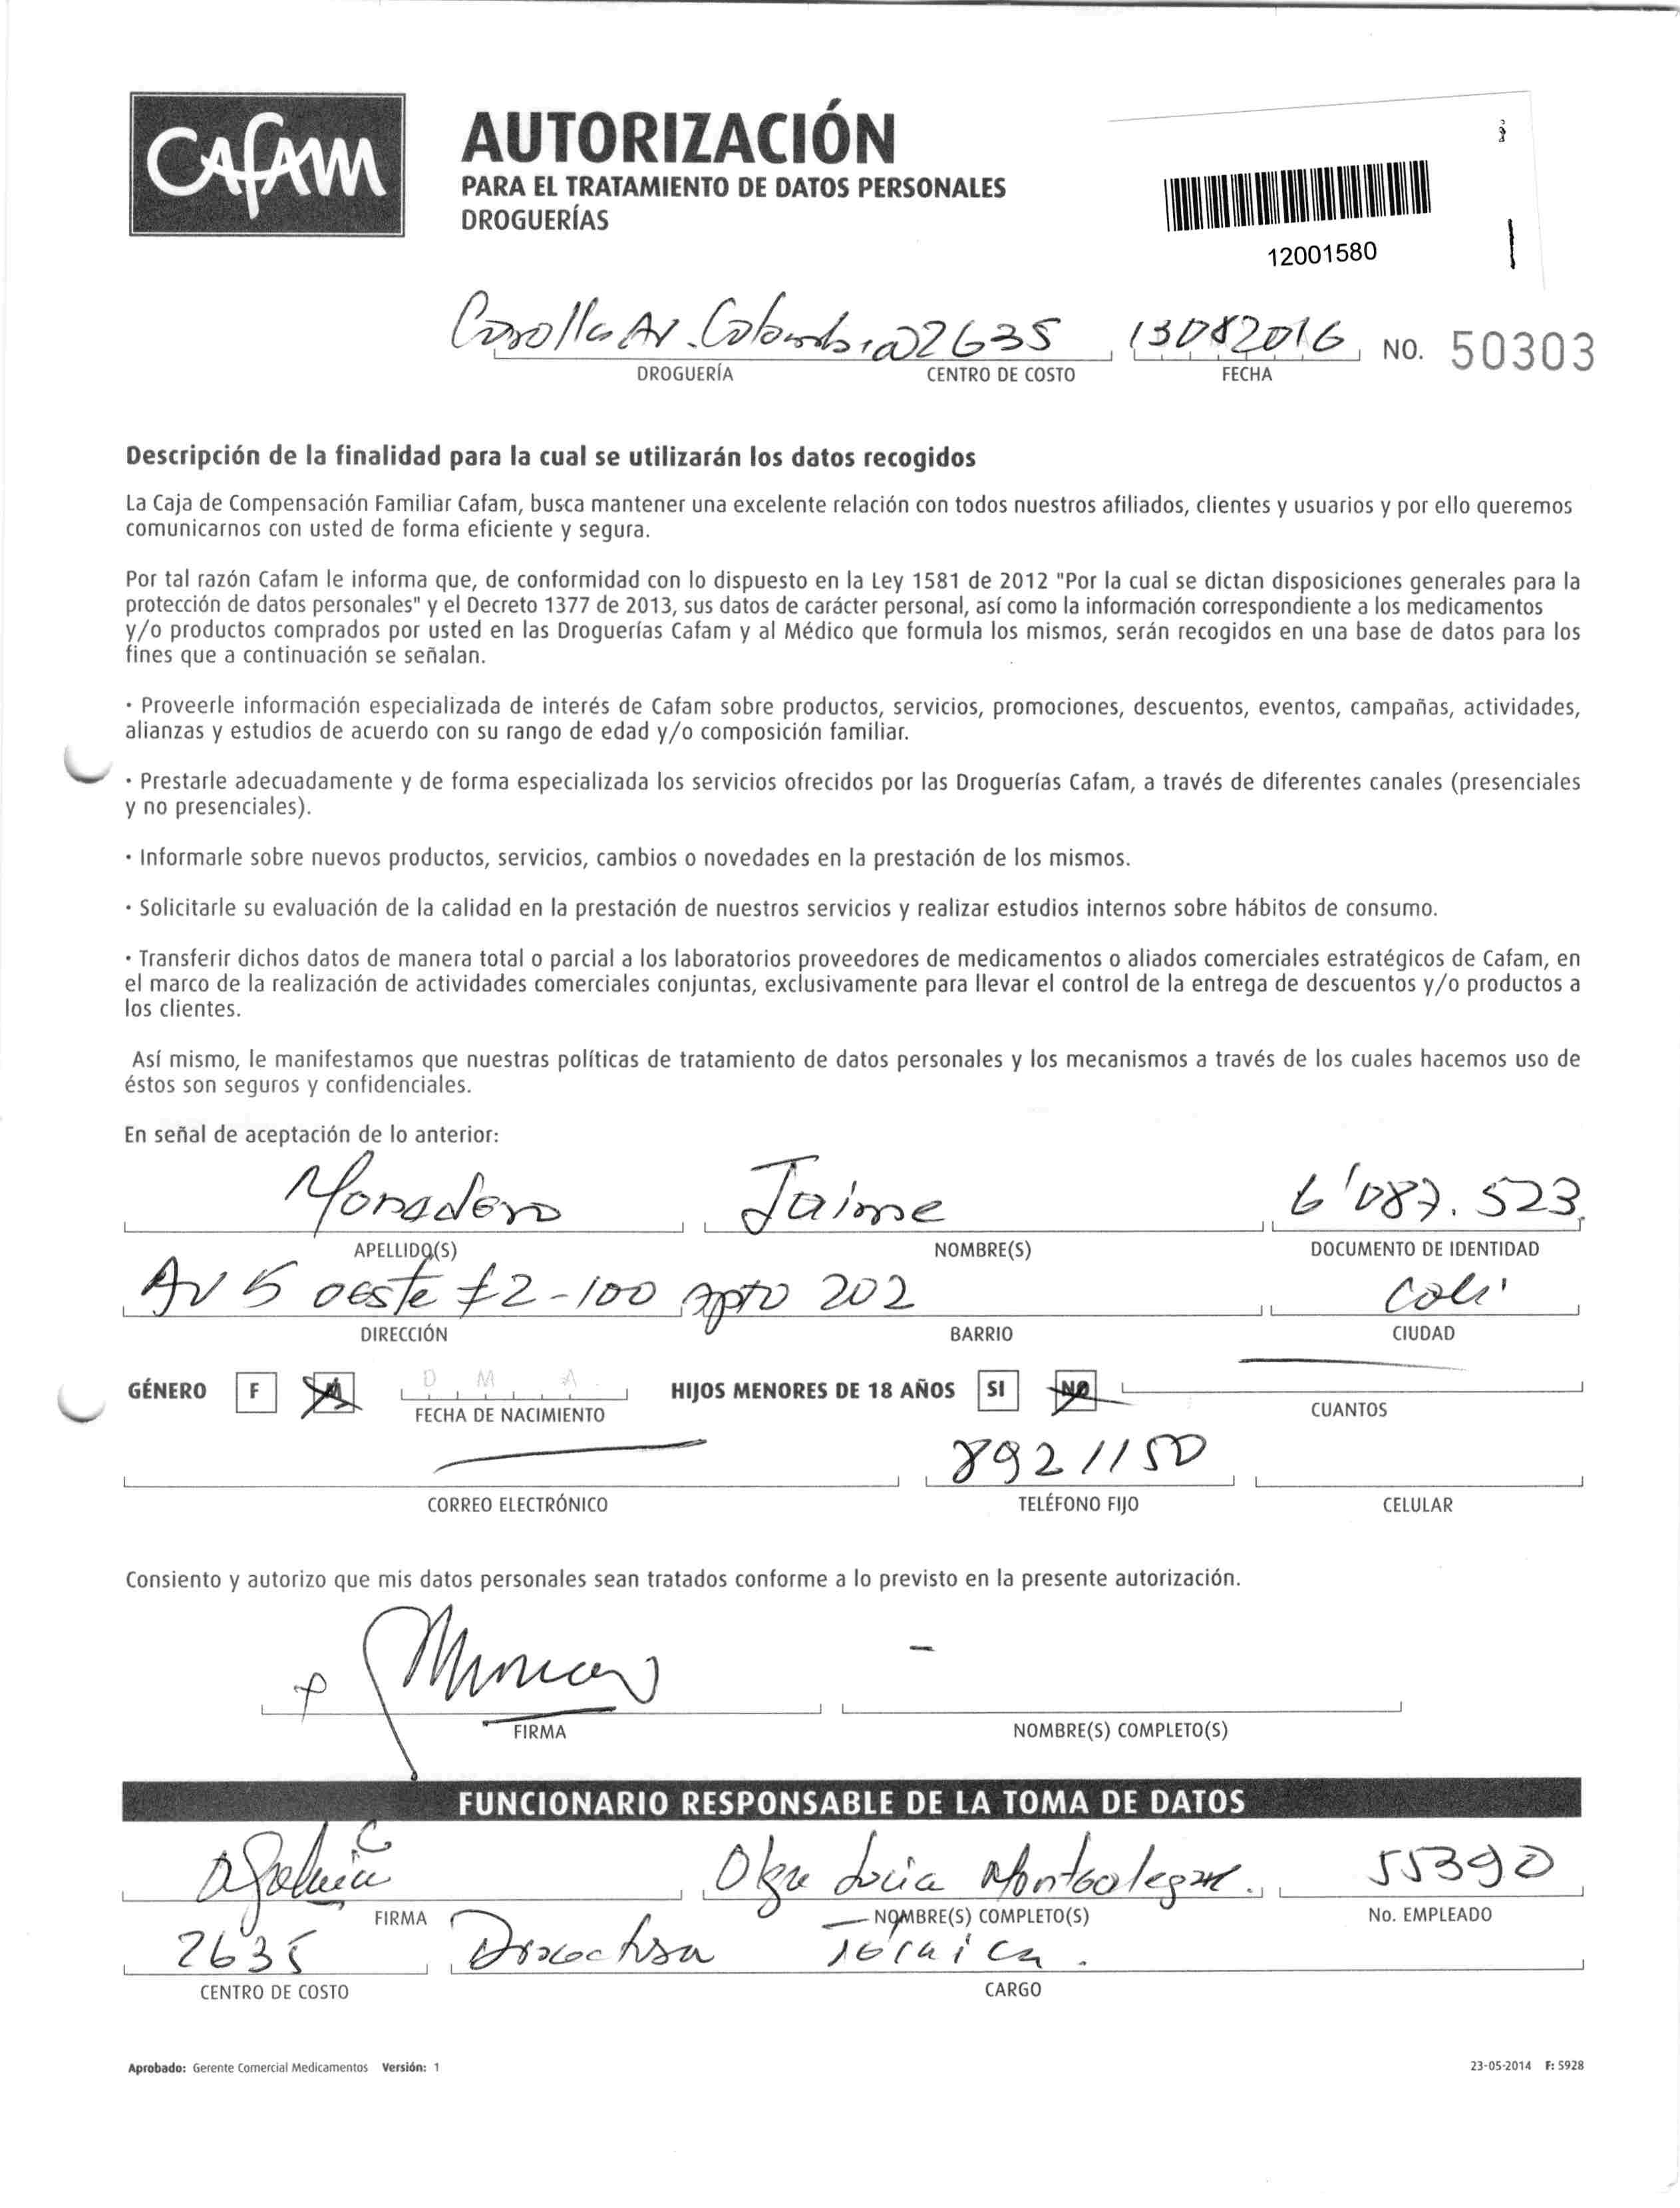 CAFAM
AUTORIZACIÓN
PARA EL TRATAMIENTO DE DATOS PERSONALES
DROGUERÍAS
12001580
Av. Colombia 2635 13082016 NO. 50303
DROGUERÍA CENTRO DE COSTO FECHA
Descripción de la finalidad para la cual se utilizarán los datos recogidos
La Caja de Compensación Familiar Cafam, busca mantener una excelente relación con todos nuestros afiliados, clientes y usuarios y por ello queremos
comunicarnos con usted de forma eficiente y segura.
Por tal razón Cafam le informa que, de conformidad con lo dispuesto en la Ley 1581 de 2012 "Por la cual se dictan disposiciones generales para la
protección de datos personales" y el Decreto 1377 de 2013, sus datos de carácter personal, así como la información correspondiente a los medicamentos
y/o productos comprados por usted en las Droguerías Cafam y al Médico que formula los mismos, serán recogidos en una base de datos para los
fines que a continuación se señalan.
· Proveerle información especializada de interés de Cafam sobre productos, servicios, promociones, descuentos, eventos, campañas, actividades,
alianzas y estudios de acuerdo con su rango de edad y/o composición familiar.
· Prestarle adecuadamente y de forma especializada los servicios ofrecidos por las Droguerías Cafam, a través de diferentes canales (presenciales
y no presenciales).
· Informarle sobre nuevos productos, servicios, cambios o novedades en la prestación de los mismos.
· Solicitarle su evaluación de la calidad en la prestación de nuestros servicios y realizar estudios internos sobre hábitos de consumo.
· Transferir dichos datos de manera total o parcial a los laboratorios proveedores de medicamentos o aliados comerciales estratégicos de Cafam, en
el marco de la realización de actividades comerciales conjuntas, exclusivamente para llevar el control de la entrega de descuentos y/o productos a
los clientes.
Así mismo, le manifestamos que nuestras políticas de tratamiento de datos personales y los mecanismos a través de los cuales hacemos uso de
éstos son seguros y confidenciales.
En señal de aceptación de lo anterior:
Jaime 6'087.523
APELLIDO(S) NOMBRE(S) DOCUMENTO DE IDENTIDAD
AV 5 oeste #2-100 apto 202 Cali
DIRECCIÓN BARRIO CIUDAD
GÉNERO F M D M A HIJOS MENORES DE 18 AÑOS SI NO
FECHA DE NACIMIENTO CUANTOS
8921150
CORREO ELECTRÓNICO TELÉFONO FIJO CELULAR
Consiento y autorizo que mis datos personales sean tratados conforme a lo previsto en la presente autorización.
FIRMA NOMBRE(S) COMPLETO(S)
FUNCIONARIO RESPONSABLE DE LA TOMA DE DATOS
Olga Lucia Montealegre. 55390
FIRMA NOMBRE(S) COMPLETO(S) No. EMPLEADO
2635 Directora Técnica.
CENTRO DE COSTO CARGO
Aprobado: Gerente Comercial Medicamentos Versión: 1 23-05-2014 F: 5928